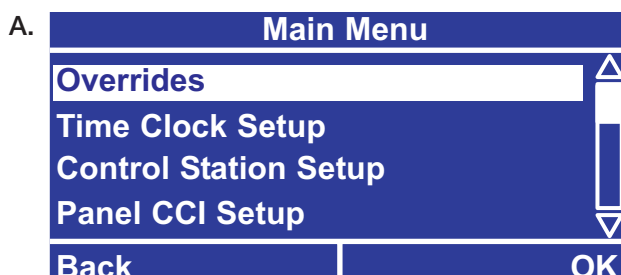 A.
Main Menu
Overrides
Time Clock Setup
Control Station Setup
Panel CCI Setup
Back OK